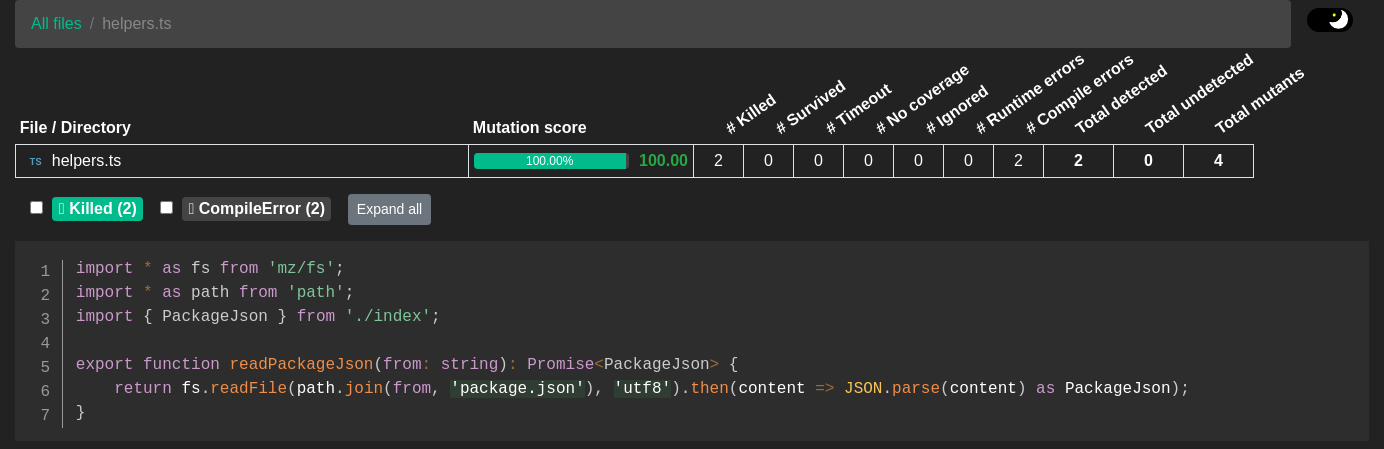 All files / helpers.ts
File / Directory Mutation score # Killed # Survived # Timeout # No coverage # Ignored # Runtime errors # Compile errors Total detected Total undetected Total mutants
TS helpers.ts 100.00% 100.00 2 0 0 0 0 0 2 2 0 4
Killed (2) CompileError (2) Expand all
1 import * as fs from 'mz/fs';
2 import * as path from 'path';
3 import { PackageJson } from './index';
4
5 export function readPackageJson(from: string): Promise<PackageJson> {
6     return fs.readFile(path.join(from, 'package.json'), 'utf8').then(content => JSON.parse(content) as PackageJson);
7 }